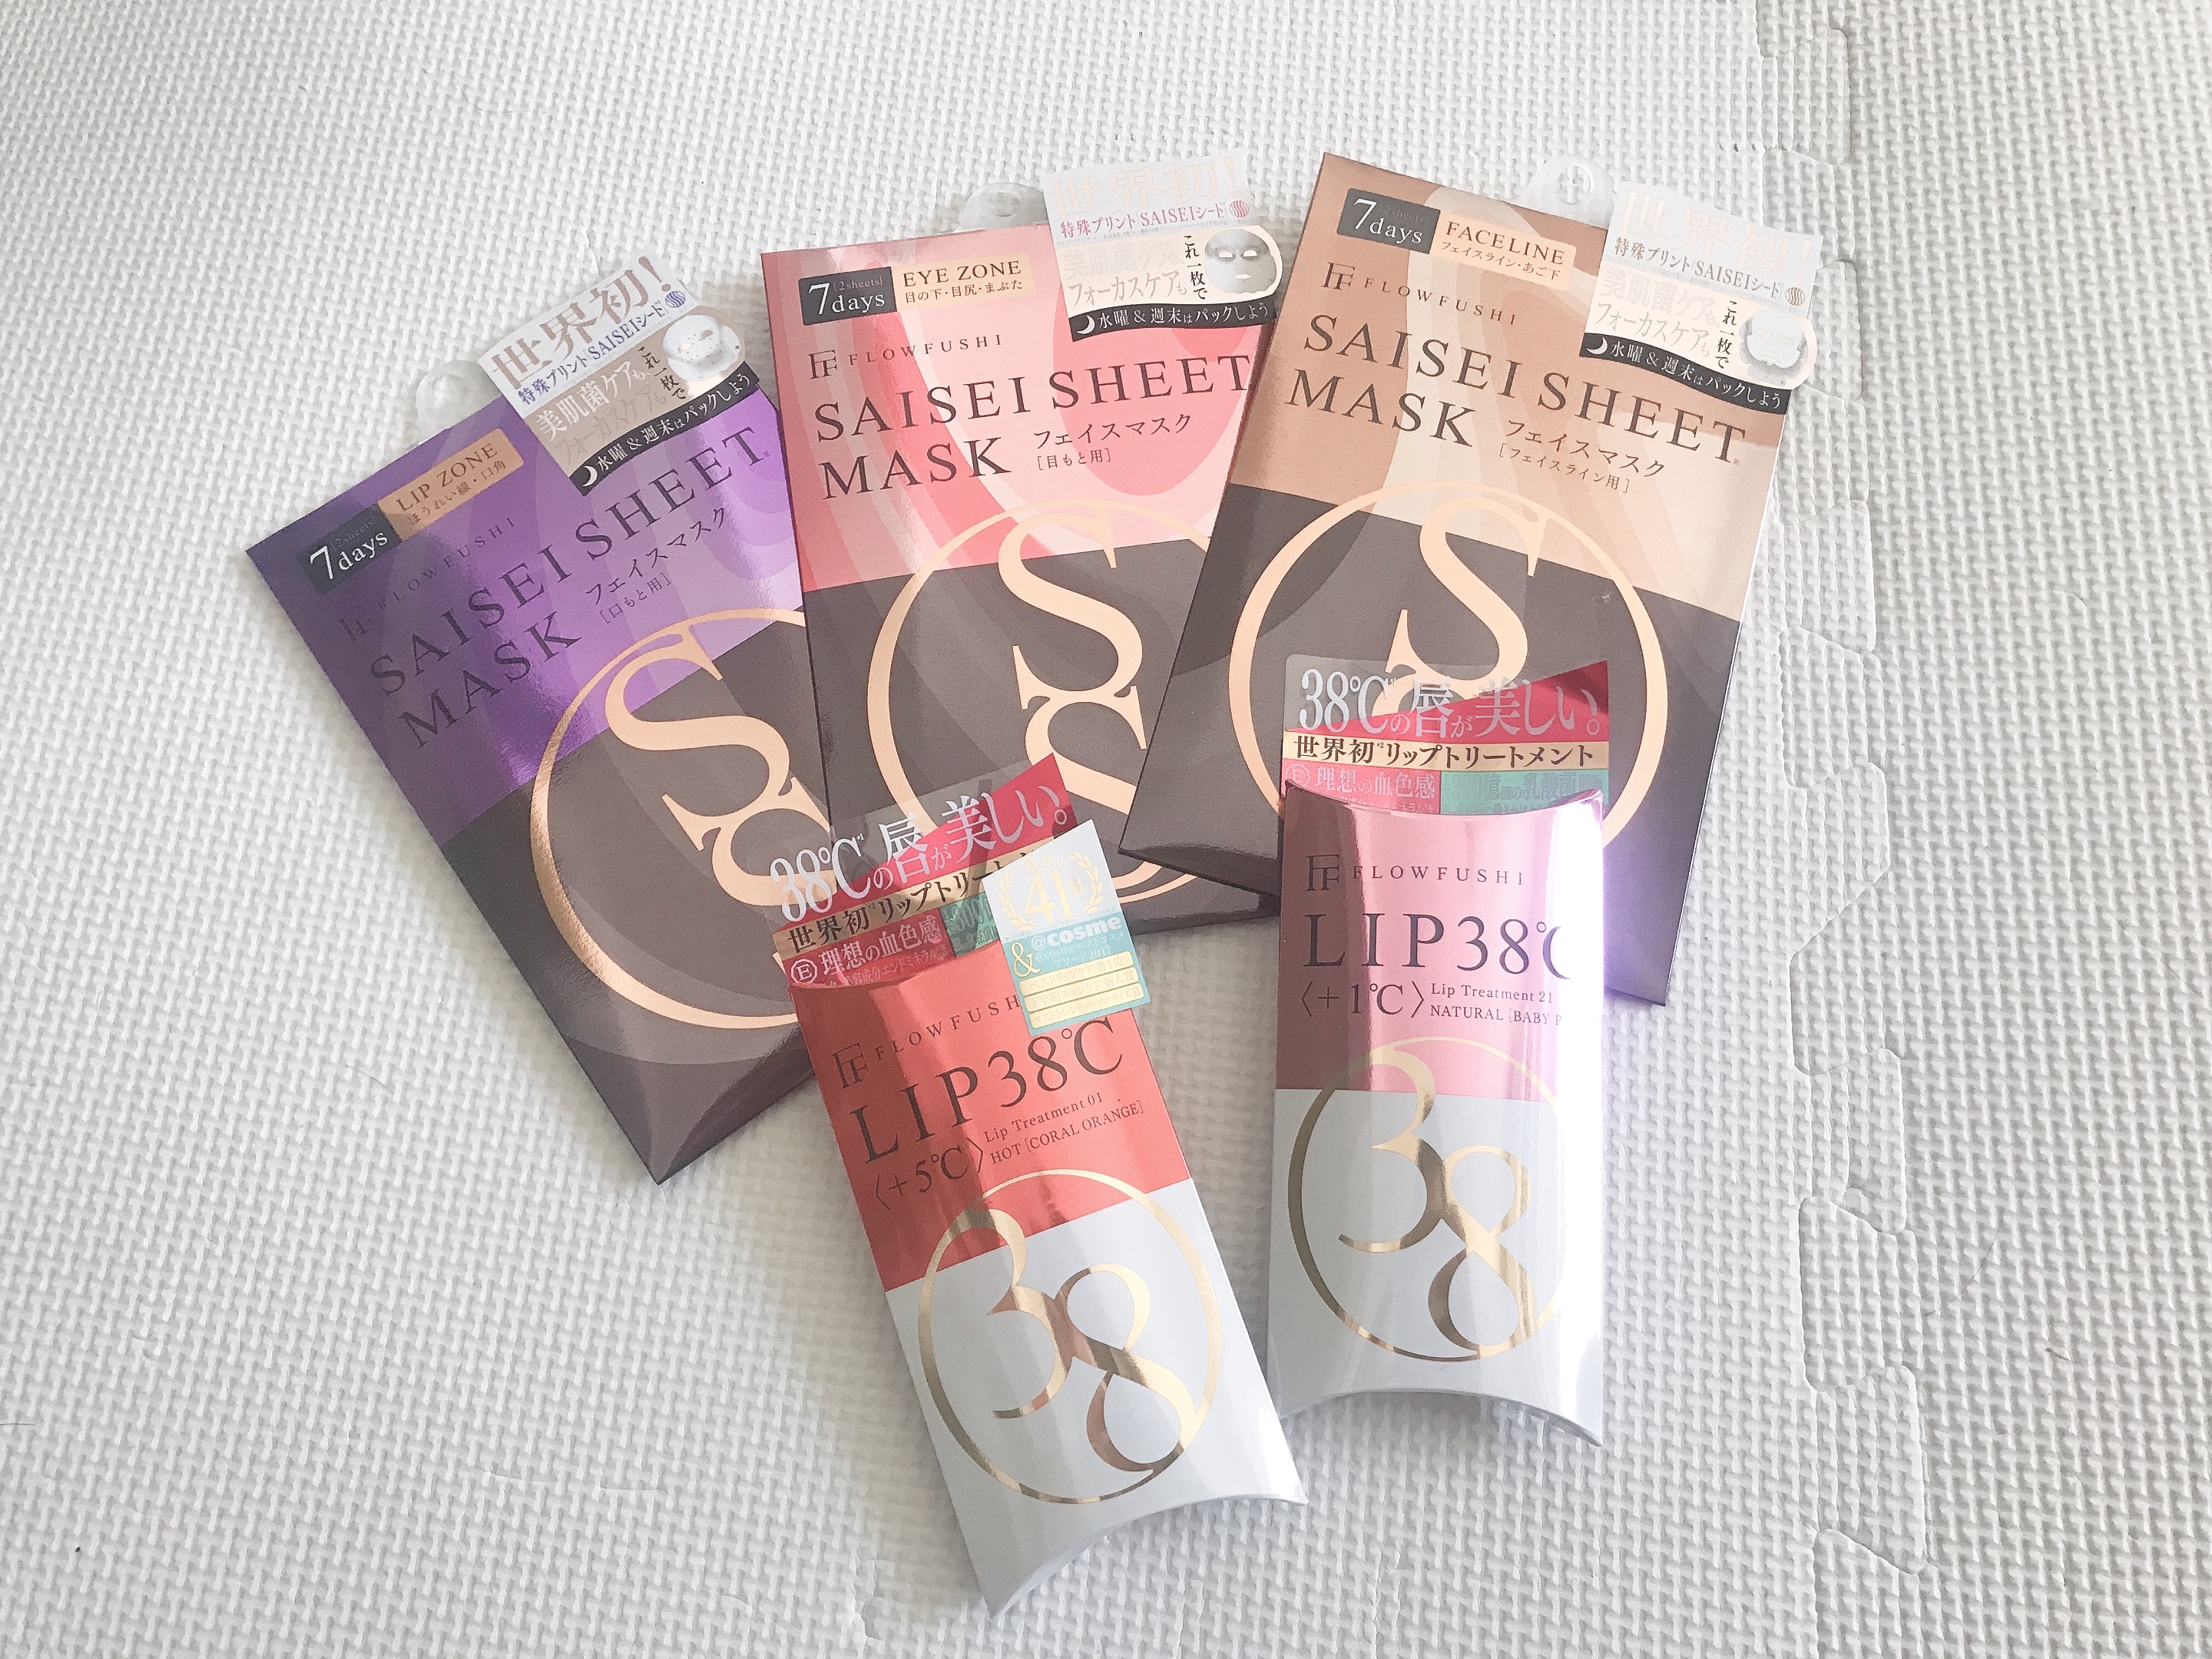 世界初!
特殊プリント SAISEIシード
美肌菌ケアも
フォーカスケアも
これ一枚で
水曜&週末はパックしよう
7days
[2sheets]
LIP ZONE
ほうれい線・口角
FLOWFUSHI
SAISEI SHEET
MASK
フェイスマスク
[口もと用]
世界初!
特殊プリント SAISEIシード
美肌菌ケアも
フォーカスケアも
これ一枚で
水曜&週末はパックしよう
7days
[2sheets]
EYE ZONE
目の下・目尻・まぶた
FLOWFUSHI
SAISEI SHEET
MASK
フェイスマスク
[目もと用]
世界初!
特殊プリント SAISEIシード
美肌菌ケアも
フォーカスケアも
これ一枚で
水曜&週末はパックしよう
7days
[2sheets]
FACELINE
フェイスライン・あご下
FLOWFUSHI
SAISEI SHEET
MASK
フェイスマスク
[フェイスライン用]
38℃の唇が美しい。
世界初リップトリート
理想の血色感
41
&
@cosme
FLOWFUSH
LIP38℃
〈+5℃〉
Lip Treatment 01
HOT [CORAL ORANGE]
38
38℃の唇が美しい。
世界初リップトリートメント
理想の血色感
FLOWFUSHI
LIP38℃
〈+1℃〉
Lip Treatment 21
NATURAL [BABY P
38